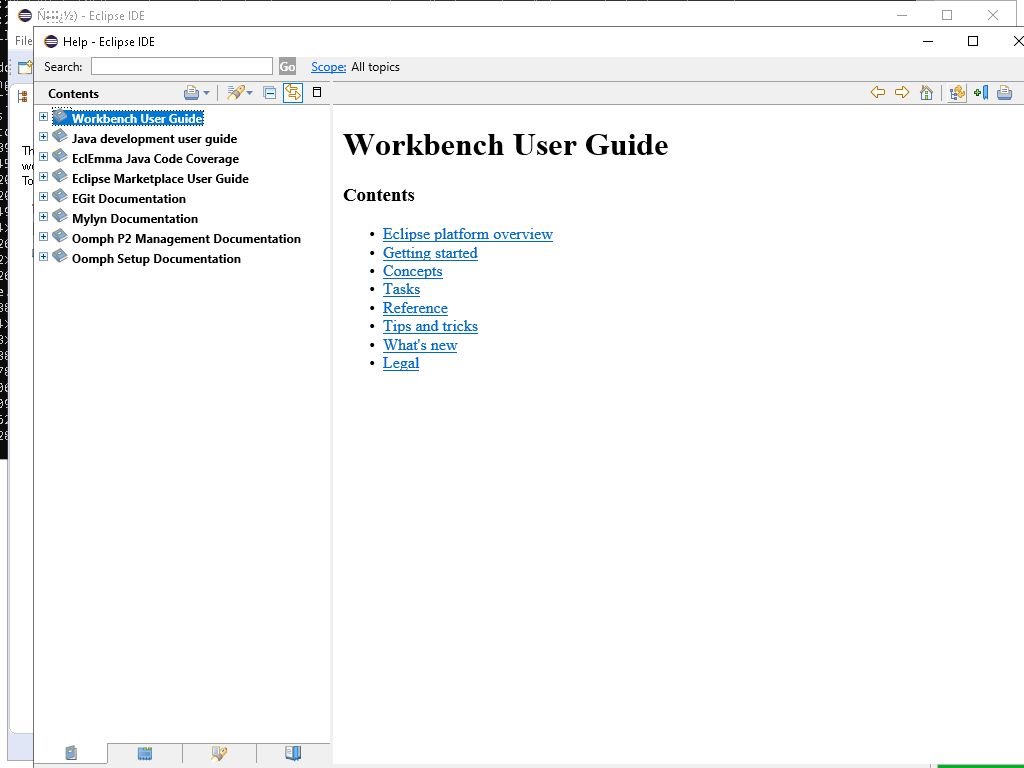 - Eclipse IDE
File
Help - Eclipse IDE
Search:
Go
Scope: All topics
Contents
Workbench User Guide
Java development user guide
EclEmma Java Code Coverage
Eclipse Marketplace User Guide
EGit Documentation
Mylyn Documentation
Oomph P2 Management Documentation
Oomph Setup Documentation
Workbench User Guide
Contents
• Eclipse platform overview
• Getting started
• Concepts
• Tasks
• Reference
• Tips and tricks
• What's new
• Legal